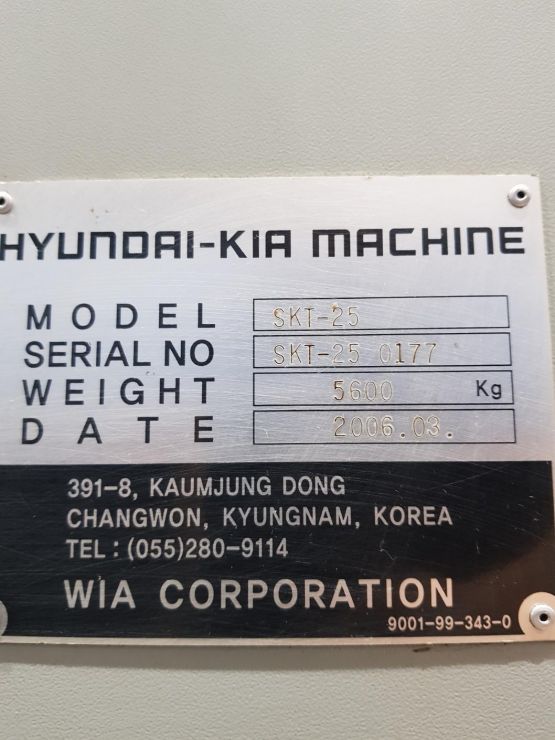 HYUNDAI-KIA MACHINE
MODEL SKT-25
SERIAL NO SKT-25 0177
WEIGHT 5600 Kg
DATE 2006.03.
391-8, KAUMJUNG DONG
CHANGWON, KYUNGNAM, KOREA
TEL : (055)280-9114
WIA CORPORATION
9001-99-343-0